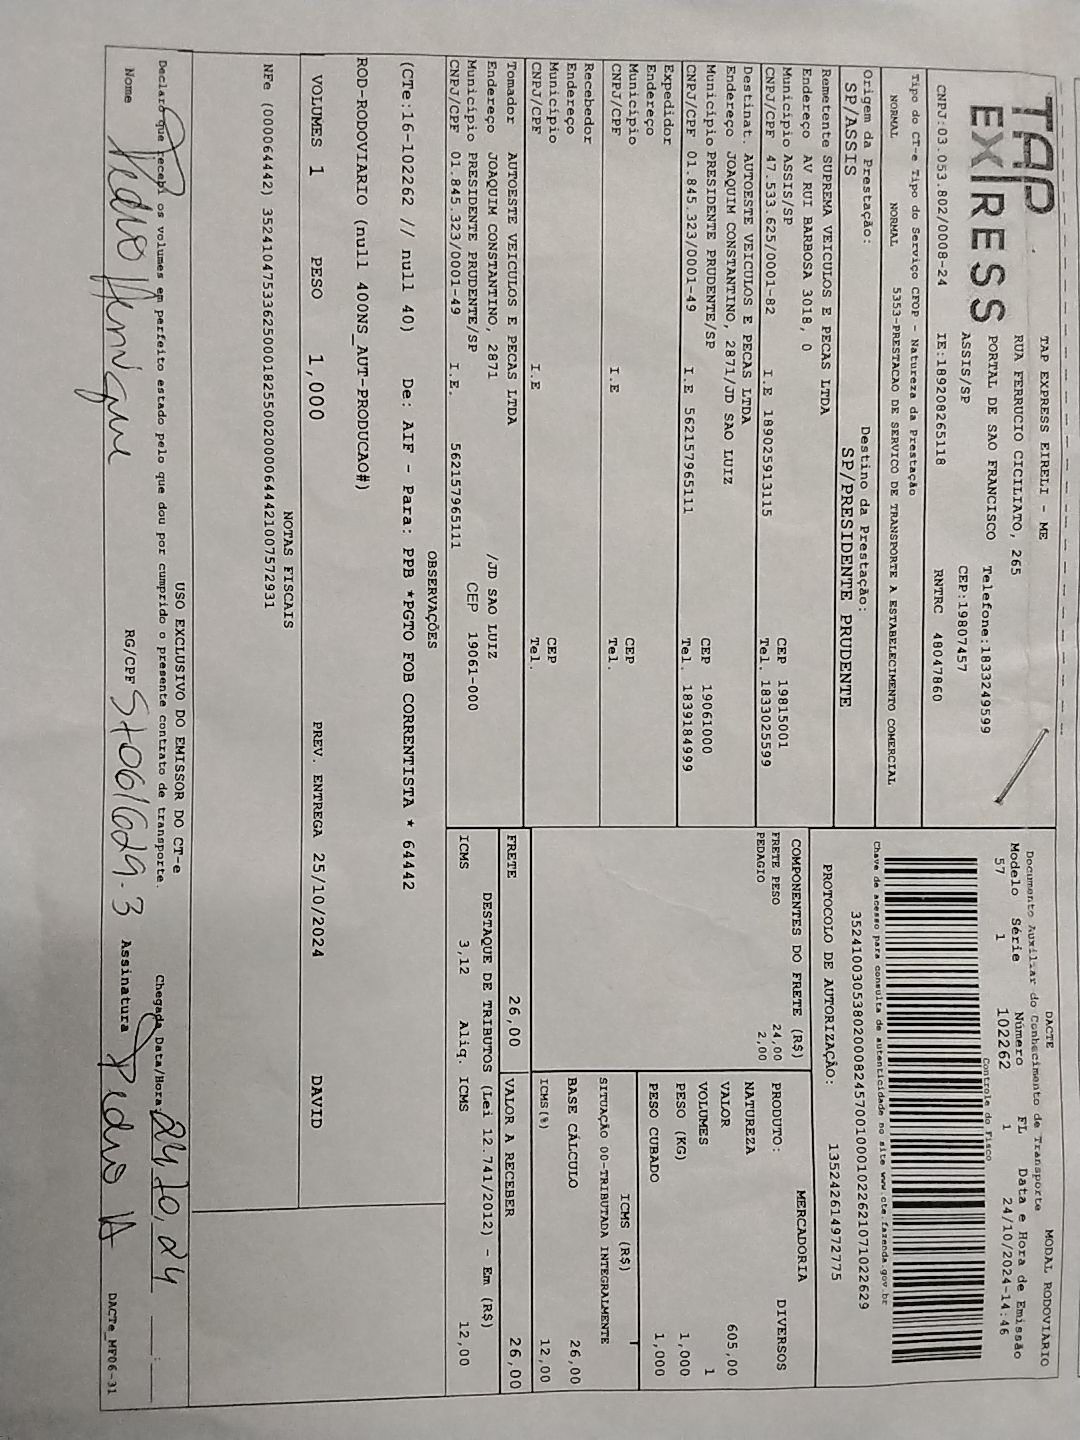 TAP EXPRESS
TAP EXPRESS EIRELI - ME
RUA FERRUCIO CICILIATO, 265
PORTAL DE SAO FRANCISCO Telefone:1833249599
ASSIS/SP CEP:19807457
CNPJ:03.053.802/0008-24 IE:189208265118 RNTRC 48047860
DACTE MODAL RODOVIÁRIO
Documento Auxiliar do Conhecimento de Transporte
Modelo Série Número FL Data e Hora de Emissão
57 1 102262 1 24/10/2024-14:46
Controle do Fisco
Chave de acesso para consulta de autenticidade no site www.cte.fazenda.gov.br
35241003053802000824570010001022621071022629
PROTOCOLO DE AUTORIZAÇÃO: 135242614972775
Tipo do CT-e Tipo do Serviço CFOP - Natureza da Prestação
NORMAL NORMAL 5353-PRESTACAO DE SERVICO DE TRANSPORTE A ESTABELECIMENTO COMERCIAL
Origem da Prestação: Destino da Prestação:
SP/ASSIS SP/PRESIDENTE PRUDENTE
Remetente SUPREMA VEICULOS E PECAS LTDA
Endereço AV RUI BARBOSA 3018, 0
Município ASSIS/SP CEP 19815001
CNPJ/CPF 47.533.625/0001-82 I.E 189025913115 Tel. 1833025599
Destinat. AUTOESTE VEICULOS E PECAS LTDA
Endereço JOAQUIM CONSTANTINO, 2871/JD SAO LUIZ
Município PRESIDENTE PRUDENTE/SP CEP 19061000
CNPJ/CPF 01.845.323/0001-49 I.E 562157965111 Tel. 1839184999
Expedidor
Endereço
Município CEP
CNPJ/CPF I.E Tel.
Recebedor
Endereço
Município CEP
CNPJ/CPF I.E Tel.
Tomador AUTOESTE VEICULOS E PECAS LTDA
Endereço JOAQUIM CONSTANTINO, 2871 /JD SAO LUIZ
Município PRESIDENTE PRUDENTE/SP CEP 19061-000
CNPJ/CPF 01.845.323/0001-49 I.E. 562157965111
COMPONENTES DO FRETE (R$)
FRETE PESO 24,00
PEDAGIO 2,00
MERCADORIA
PRODUTO: DIVERSOS
NATUREZA
VALOR 605,00
VOLUMES 1
PESO (KG) 1,000
PESO CUBADO 1,000
ICMS (R$)
SITUAÇÃO 00-TRIBUTADA INTEGRALMENTE
BASE CÁLCULO 26,00
ICMS(%) 12,00
FRETE 26,00 VALOR A RECEBER 26,00
DESTAQUE DE TRIBUTOS (Lei 12.741/2012) - Em (R$)
ICMS 3,12 Aliq. ICMS 12,00
OBSERVAÇÕES
(CTe:16-102262 // null 40) De: AIF - Para: PPB *PGTO FOB CORRENTISTA * 64442
ROD-RODOVIARIO (null 400NS_AUT-PRODUCAO#)
VOLUMES 1 PESO 1,000 PREV. ENTREGA 25/10/2024 DAVID
NOTAS FISCAIS
NFe (000064442) 35241047533625000182550020000644421007572931
USO EXCLUSIVO DO EMISSOR DO CT-e
Declaro que recebi os volumes em perfeito estado pelo que dou por cumprido o presente contrato de transporte. Chegada Data/Hora 24/10/24 __:__
Nome Pedro Henrique RG/CPF 57061629.3 Assinatura Pedro H
DACTe_MF06-31